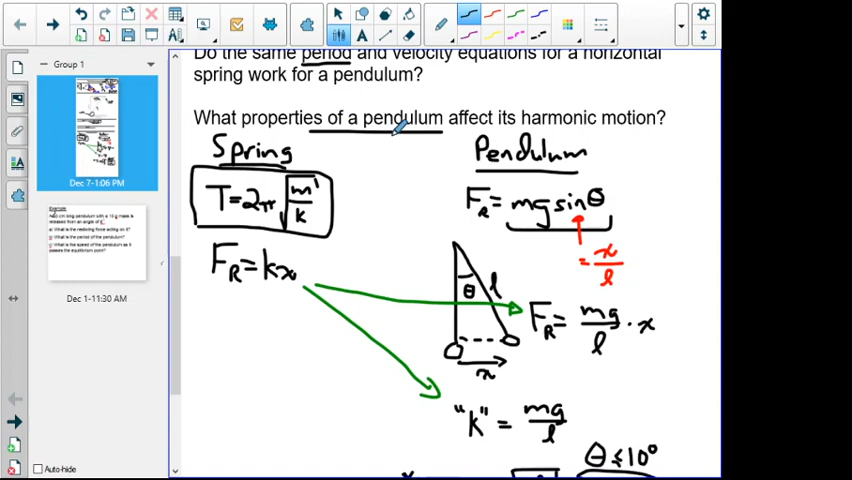 Group 1
Dec 7-1:06 PM
Dec 1-11:30 AM
Auto-hide
Do the same period and velocity equations for a horizontal
spring work for a pendulum?
What properties of a pendulum affect its harmonic motion?
Spring
T=2π√m/k
F_R=kx
Pendulum
F_R=mg sinθ
=x/l
θ
l
x
F_R=mg/l·x
"k"=mg/l
θ≤10°